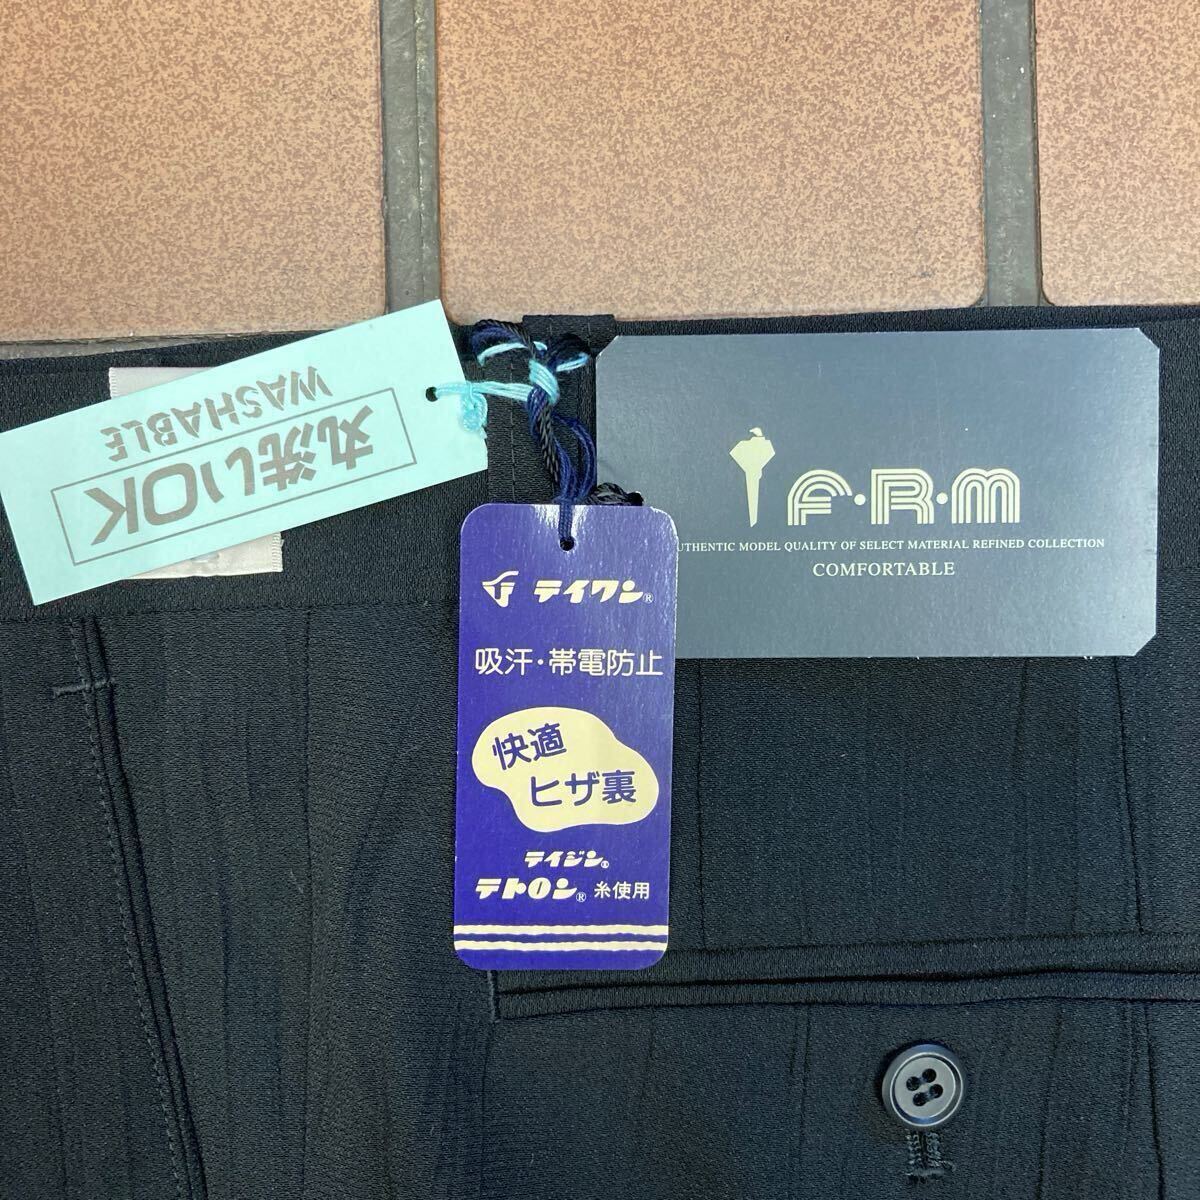 丸洗いOK
WASHABLE
テイワン®
吸汗・帯電防止
快適
ヒザ裏
テイジン®
テトロン® 糸使用
F・R・M
UTHENTIC MODEL QUALITY OF SELECT MATERIAL REFINED COLLECTION
COMFORTABLE